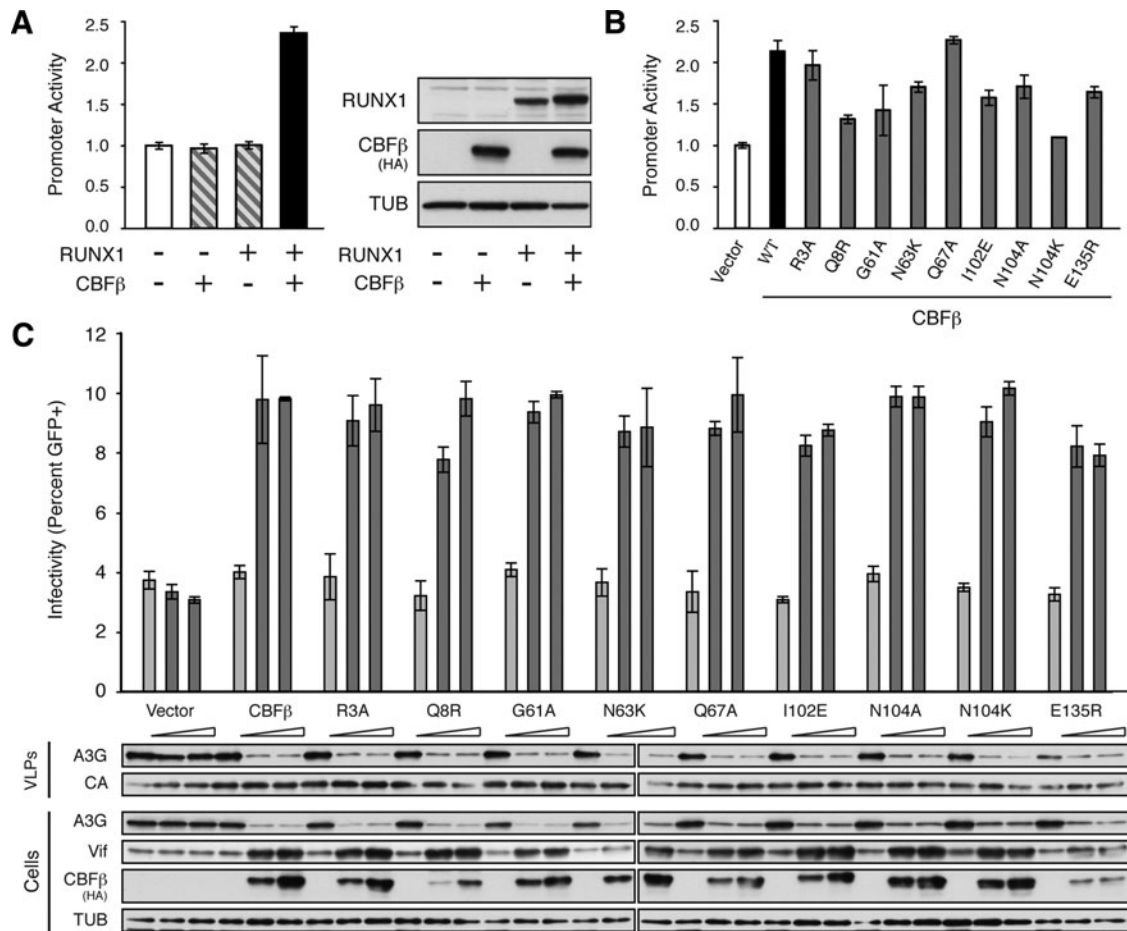 A
Promoter Activity
2.5
2.0
1.5
1.0
0.5
0.0
RUNX1 - - + +
CBFβ - + - +
RUNX1
CBFβ
(HA)
TUB
RUNX1 - - + +
CBFβ - + - +
B
Promoter Activity
2.5
2.0
1.5
1.0
0.5
0.0
Vector WT R3A Q8R G61A N63K Q67A I102E N104A N104K E135R
CBFβ
C
Infectivity (Percent GFP+)
12
10
8
6
4
2
0
Vector CBFβ R3A Q8R G61A N63K Q67A I102E N104A N104K E135R
VLPs
A3G
CA
Cells
A3G
Vif
CBFβ
(HA)
TUB